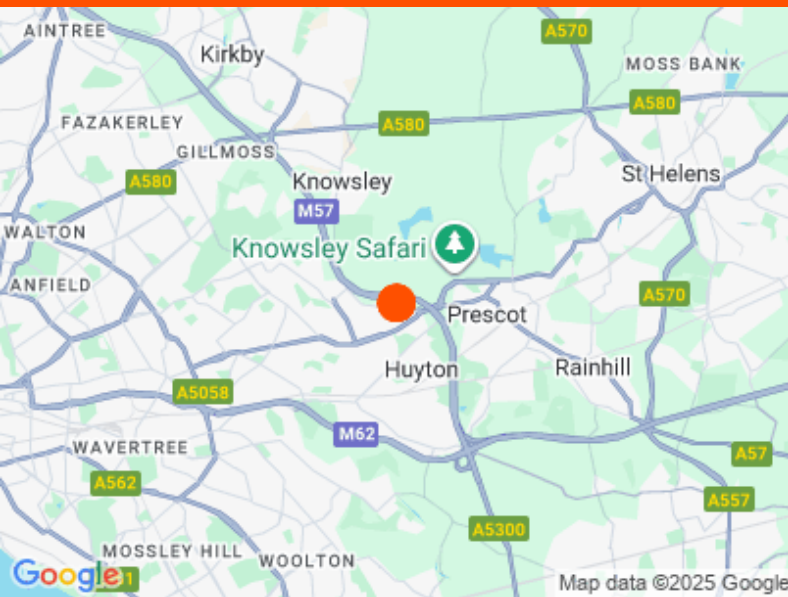 AINTREE
Kirkby
A570
MOSS BANK
A580
FAZAKERLEY
A580
GILLMOSS
A580
Knowsley
St Helens
M57
WALTON
Knowsley Safari
ANFIELD
A570
Prescot
Huyton
Rainhill
A5058
M62
WAVERTREE
A57
A562
A557
A5300
MOSSLEY HILL
WOOLTON
Google
Map data ©2025 Google